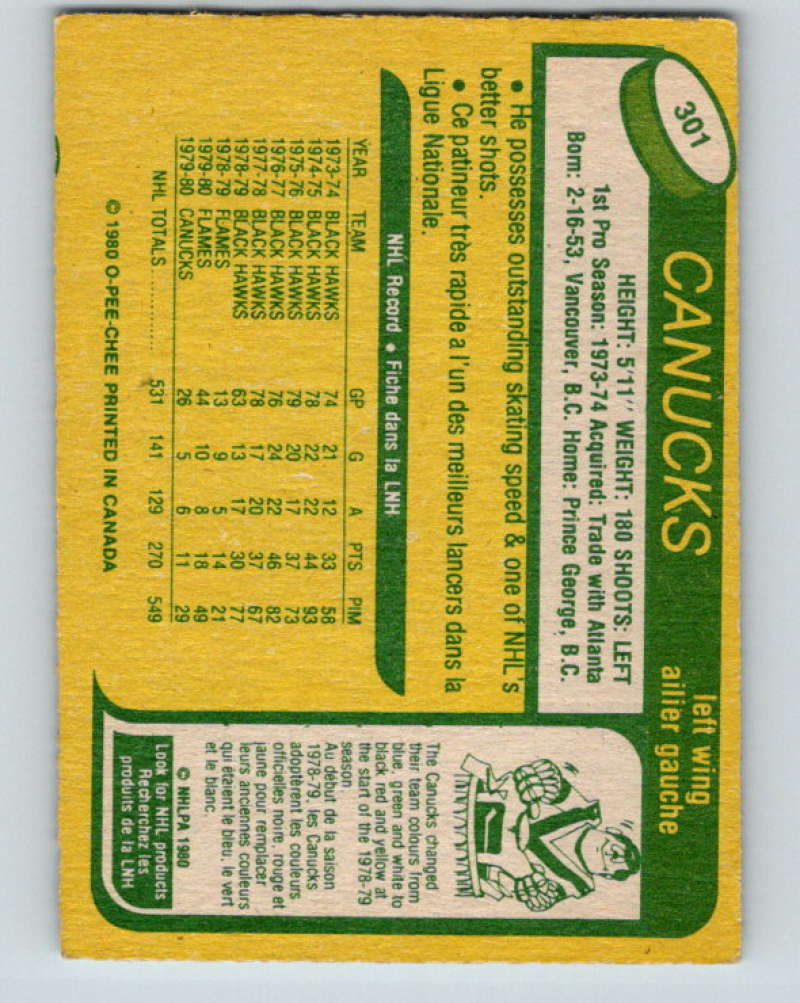 301
CANUCKS
left wing
ailier gauche
HEIGHT: 5'11" WEIGHT: 180 SHOOTS: LEFT
1st Pro Season: 1973-74 Acquired: Trade with Atlanta
Born: 2-16-53, Vancouver, B.C. Home: Prince George, B.C.
• He possesses outstanding skating speed & one of NHL's
better shots.
• Ce patineur très rapide a l'un des meilleurs lancers dans la
Ligue Nationale.
NHL Record • Fiche dans la LNH
YEAR TEAM GP G A PTS PIM
1973-74 BLACK HAWKS 74 21 12 33 58
1974-75 BLACK HAWKS 78 22 22 44 93
1975-76 BLACK HAWKS 79 20 17 37 73
1976-77 BLACK HAWKS 76 24 22 46 82
1977-78 BLACK HAWKS 78 17 20 37 67
1978-79 BLACK HAWKS 63 13 17 30 77
1978-79 FLAMES 13 9 5 14 21
1979-80 FLAMES 44 10 8 18 49
1979-80 CANUCKS 26 5 6 11 29
NHL TOTALS ............ 531 141 129 270 549
© 1980 O-PEE-CHEE PRINTED IN CANADA
The Canucks changed
their team colours from
blue, green and white to
black red and yellow at
the start of the 1978-79
season
Au début de la saison
1978-79, les Canucks
adoptèrent les couleurs
officielles noire, rouge et
jaune pour remplacer
leurs anciennes couleurs
qui étaient le bleu, le vert
et le blanc.
© NHLPA 1980
Look for NHL products
Recherchez les
produits de la LNH